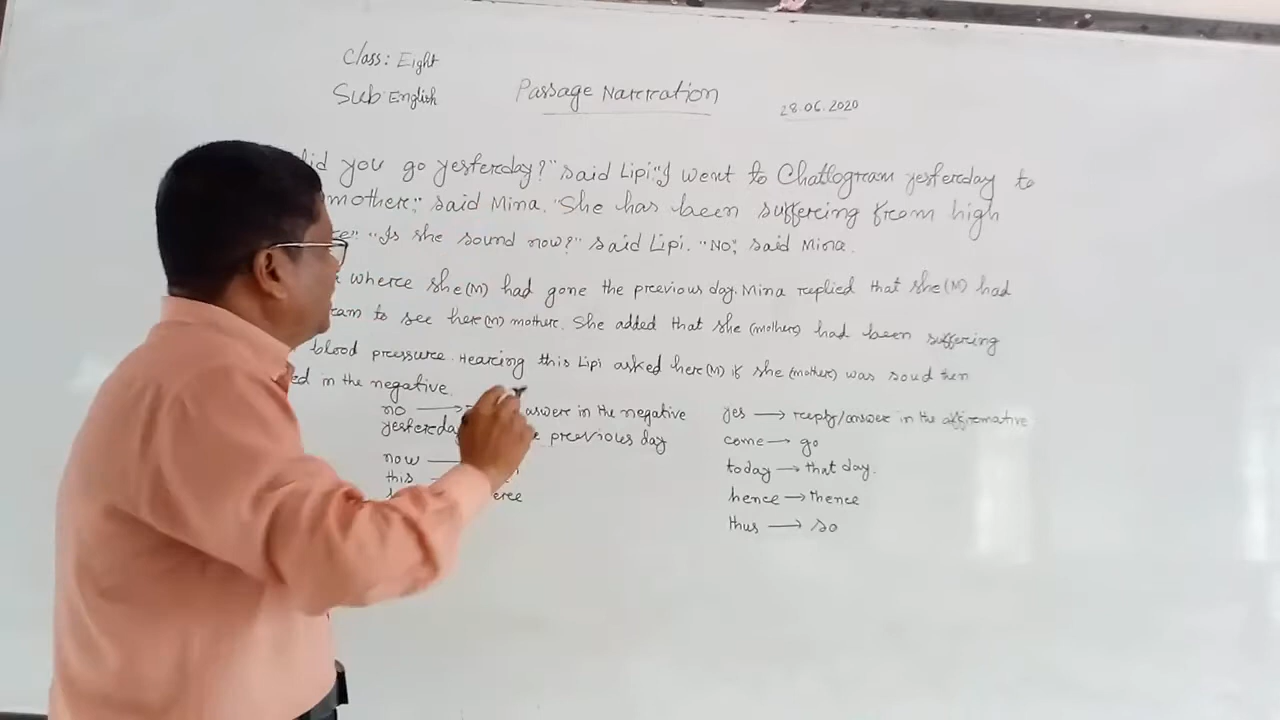 Class: Eight
Sub: English
Passage Narration
28.06.2020
did you go yesterday?" said Lipi. "I went to Chattogram yesterday to
mother," said Mina. "She has been suffering from high
"Is she sound now?" said Lipi. "No," said Mina.
where she (M) had gone the previous day. Mina replied that she (M) had
to see her (M) mother. She added that she (mother) had been suffering
blood pressure. Hearing this Lipi asked her (M) if she (mother) was soud then
in the negative.
no → answer in the negative
yesterday previous day
now
this
yes → reply/answer in the affirmative
come → go
today → that day.
hence → thence
thus → so